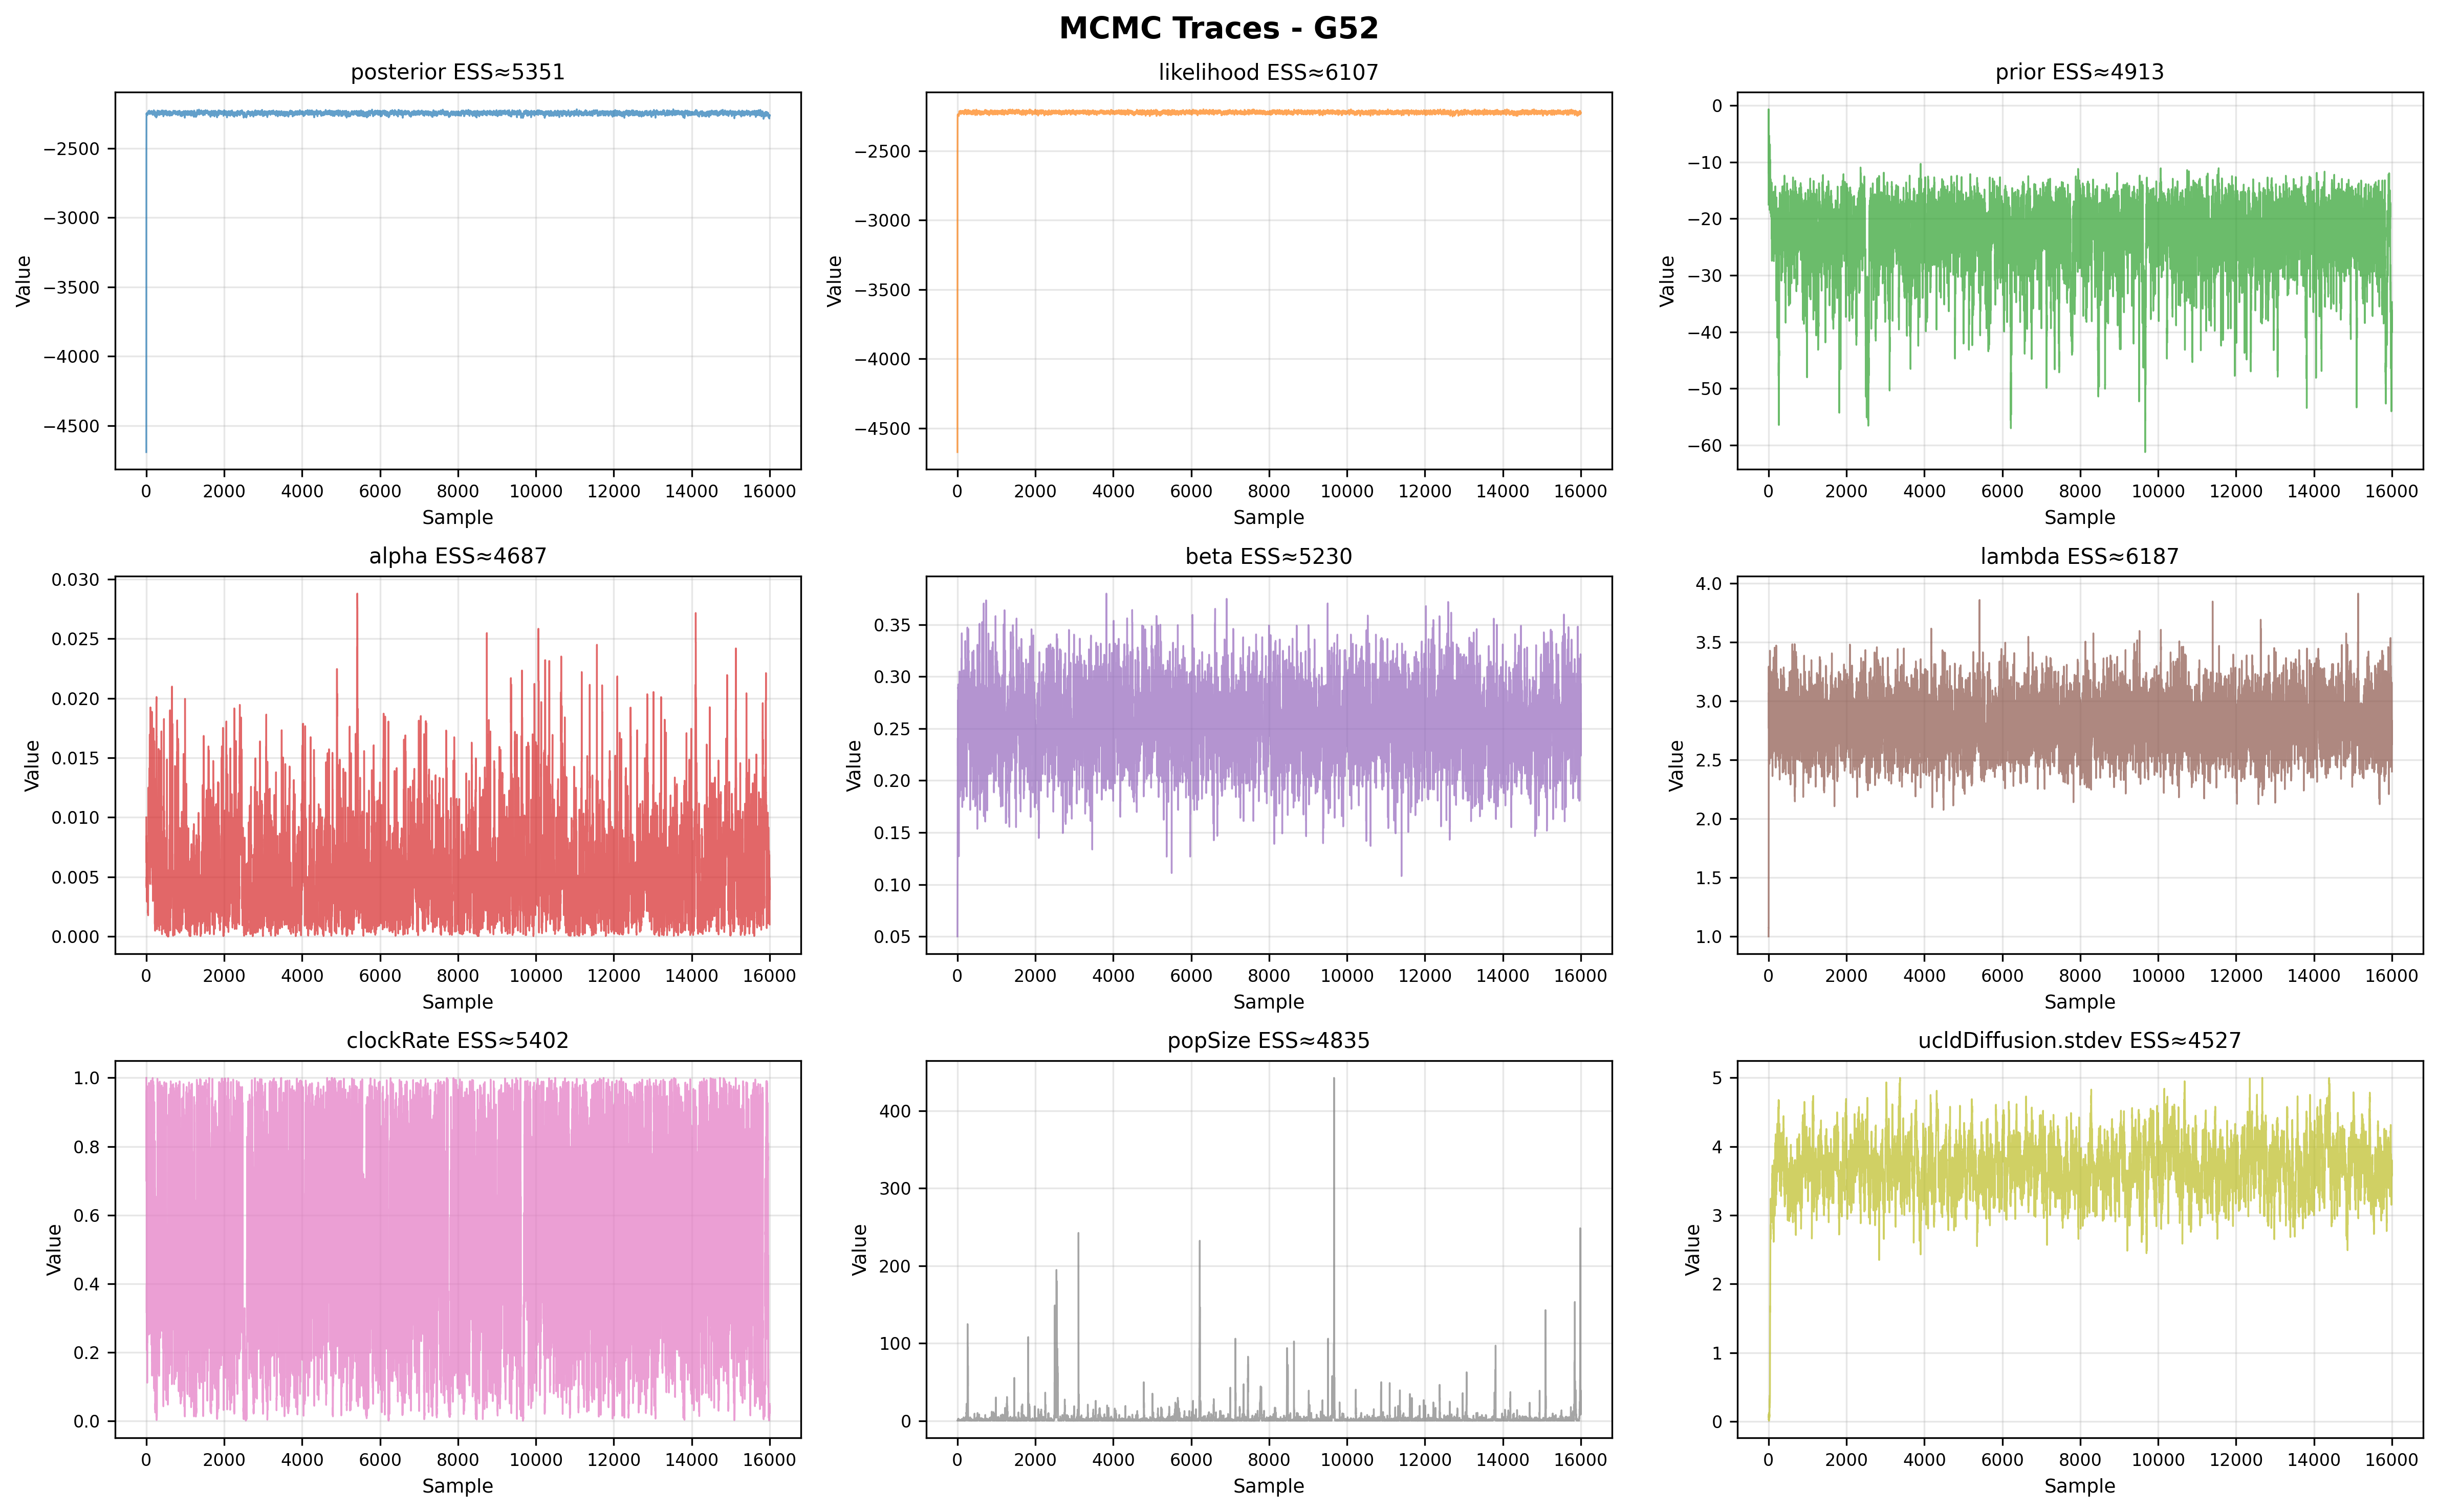 MCMC Traces - G52
posterior ESS≈5351
Value
−2500
−3000
−3500
−4000
−4500
0 2000 4000 6000 8000 10000 12000 14000 16000
Sample
likelihood ESS≈6107
Value
−2500
−3000
−3500
−4000
−4500
0 2000 4000 6000 8000 10000 12000 14000 16000
Sample
prior ESS≈4913
Value
0
−10
−20
−30
−40
−50
−60
0 2000 4000 6000 8000 10000 12000 14000 16000
Sample
alpha ESS≈4687
Value
0.030
0.025
0.020
0.015
0.010
0.005
0.000
0 2000 4000 6000 8000 10000 12000 14000 16000
Sample
beta ESS≈5230
Value
0.35
0.30
0.25
0.20
0.15
0.10
0.05
0 2000 4000 6000 8000 10000 12000 14000 16000
Sample
lambda ESS≈6187
Value
4.0
3.5
3.0
2.5
2.0
1.5
1.0
0 2000 4000 6000 8000 10000 12000 14000 16000
Sample
clockRate ESS≈5402
Value
1.0
0.8
0.6
0.4
0.2
0.0
0 2000 4000 6000 8000 10000 12000 14000 16000
Sample
popSize ESS≈4835
Value
400
300
200
100
0
0 2000 4000 6000 8000 10000 12000 14000 16000
Sample
ucldDiffusion.stdev ESS≈4527
Value
5
4
3
2
1
0
0 2000 4000 6000 8000 10000 12000 14000 16000
Sample